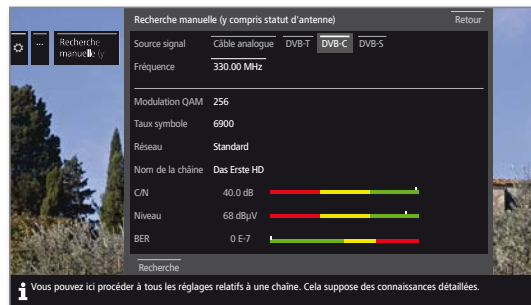 Recherche manuelle (y compris statut d'antenne) Retour
... Recherche
manuelle (y
Source signal Câble analogue DVB-T DVB-C DVB-S
Fréquence 330.00 MHz
Modulation QAM 256
Taux symbole 6900
Réseau Standard
Nom de la chaîne Das Erste HD
C/N 40.0 dB
Niveau 68 dBµV
BER 0 E-7
Recherche
Vous pouvez ici procéder à tous les réglages relatifs à une chaîne. Cela suppose des connaissances détaillées.